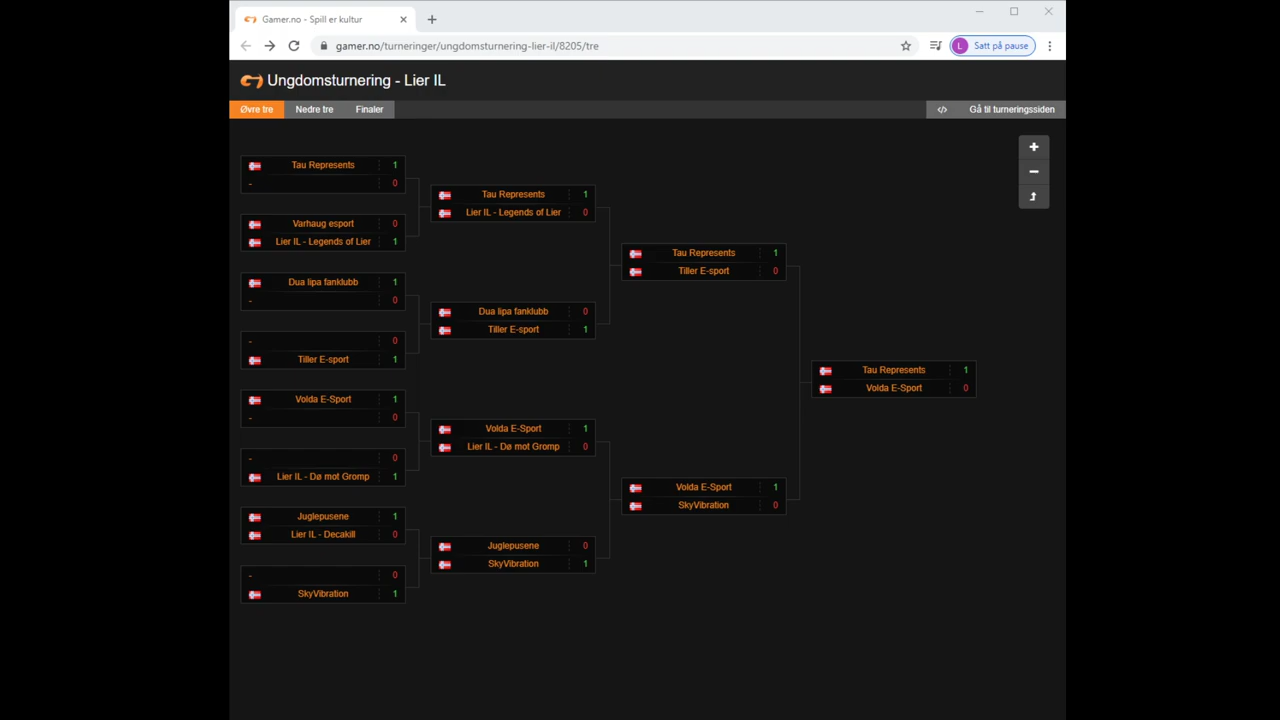 Gamer.no - Spill er kultur
gamer.no/turneringer/ungdomsturnering-lier-il/8205/tre
L
Satt på pause
Ungdomsturnering - Lier IL
Øvre tre
Nedre tre
Finaler
</>
Gå til turneringssiden
Tau Represents 1
- 0
Varhaug esport 0
Lier IL - Legends of Lier 1
Dua lipa fanklubb 1
- 0
- 0
Tiller E-sport 1
Volda E-Sport 1
- 0
- 0
Lier IL - Dø mot Gromp 1
Juglepusene 1
Lier IL - Decakill 0
- 0
SkyVibration 1
Tau Represents 1
Lier IL - Legends of Lier 0
Dua lipa fanklubb 0
Tiller E-sport 1
Volda E-Sport 1
Lier IL - Dø mot Gromp 0
Juglepusene 0
SkyVibration 1
Tau Represents 1
Tiller E-sport 0
Volda E-Sport 1
SkyVibration 0
Tau Represents 1
Volda E-Sport 0